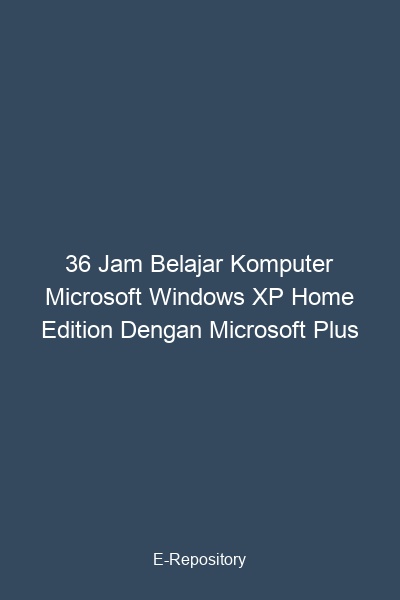 36 Jam Belajar Komputer
Microsoft Windows XP Home
Edition Dengan Microsoft Plus
E-Repository